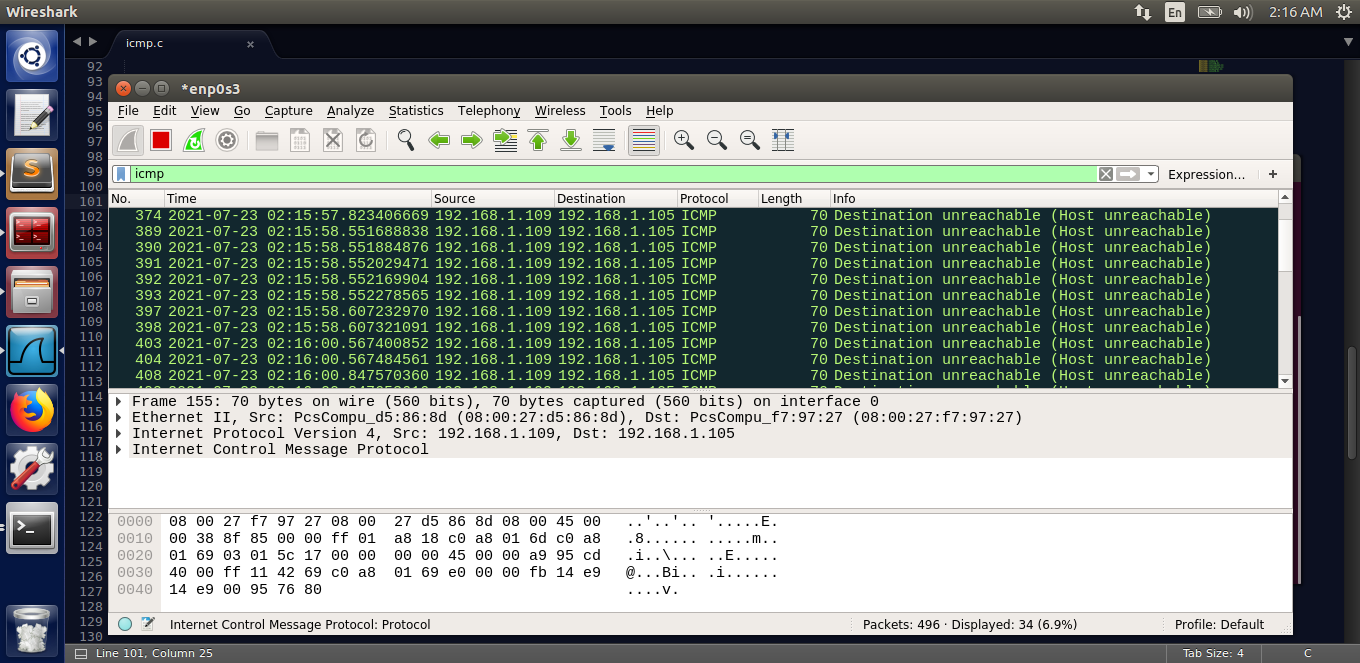 Wireshark En 2:16 AM
icmp.c
92
93
94
95
96
97
98
99
100
101
102
103
104
105
106
107
108
109
110
111
112
113
114
115
116
117
118
119
120
121
122
123
124
125
126
127
128
129
130
*enp0s3
File Edit View Go Capture Analyze Statistics Telephony Wireless Tools Help
icmp Expression… +
No. Time Source Destination Protocol Length Info
374 2021-07-23 02:15:57.823406669 192.168.1.109 192.168.1.105 ICMP 70 Destination unreachable (Host unreachable)
389 2021-07-23 02:15:58.551688838 192.168.1.109 192.168.1.105 ICMP 70 Destination unreachable (Host unreachable)
390 2021-07-23 02:15:58.551884876 192.168.1.109 192.168.1.105 ICMP 70 Destination unreachable (Host unreachable)
391 2021-07-23 02:15:58.552029471 192.168.1.109 192.168.1.105 ICMP 70 Destination unreachable (Host unreachable)
392 2021-07-23 02:15:58.552169904 192.168.1.109 192.168.1.105 ICMP 70 Destination unreachable (Host unreachable)
393 2021-07-23 02:15:58.552278565 192.168.1.109 192.168.1.105 ICMP 70 Destination unreachable (Host unreachable)
397 2021-07-23 02:15:58.607232970 192.168.1.109 192.168.1.105 ICMP 70 Destination unreachable (Host unreachable)
398 2021-07-23 02:15:58.607321091 192.168.1.109 192.168.1.105 ICMP 70 Destination unreachable (Host unreachable)
403 2021-07-23 02:16:00.567400852 192.168.1.109 192.168.1.105 ICMP 70 Destination unreachable (Host unreachable)
404 2021-07-23 02:16:00.567484561 192.168.1.109 192.168.1.105 ICMP 70 Destination unreachable (Host unreachable)
408 2021-07-23 02:16:00.847570360 192.168.1.109 192.168.1.105 ICMP 70 Destination unreachable (Host unreachable)
Frame 155: 70 bytes on wire (560 bits), 70 bytes captured (560 bits) on interface 0
Ethernet II, Src: PcsCompu_d5:86:8d (08:00:27:d5:86:8d), Dst: PcsCompu_f7:97:27 (08:00:27:f7:97:27)
Internet Protocol Version 4, Src: 192.168.1.109, Dst: 192.168.1.105
Internet Control Message Protocol
0000 08 00 27 f7 97 27 08 00 27 d5 86 8d 08 00 45 00 ..'..'.. '.....E.
0010 00 38 8f 85 00 00 ff 01 a8 18 c0 a8 01 6d c0 a8 .8...... .....m..
0020 01 69 03 01 5c 17 00 00 00 00 45 00 00 a9 95 cd .i..\... ..E.....
0030 40 00 ff 11 42 69 c0 a8 01 69 e0 00 00 fb 14 e9 @...Bi.. .i......
0040 14 e9 00 95 76 80 ....v.
Internet Control Message Protocol: Protocol Packets: 496 · Displayed: 34 (6.9%) Profile: Default
Line 101, Column 25 Tab Size: 4 C